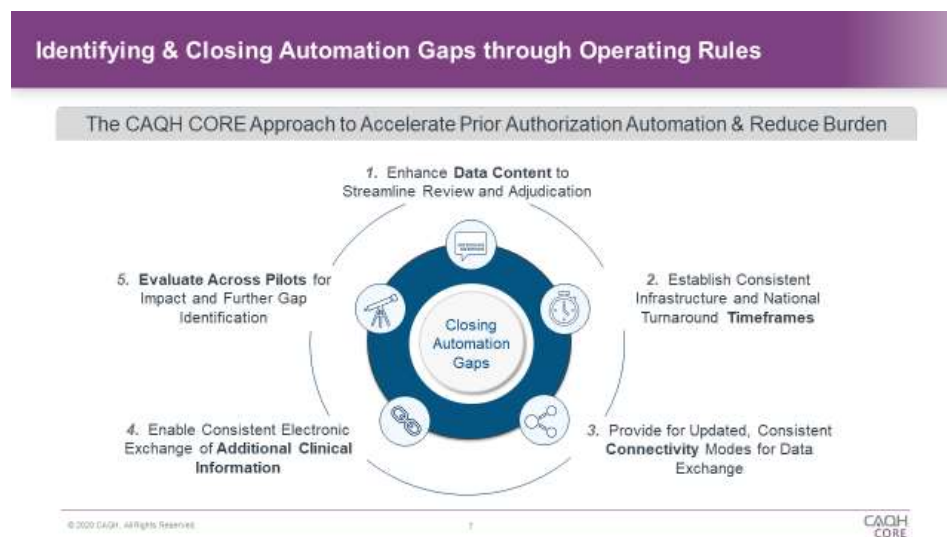 Identifying & Closing Automation Gaps through Operating Rules
The CAQH CORE Approach to Accelerate Prior Authorization Automation & Reduce Burden
1. Enhance Data Content to
Streamline Review and Adjudication
5. Evaluate Across Pilots for
Impact and Further Gap
Identification
2. Establish Consistent
Infrastructure and National
Turnaround Timeframes
Closing
Automation
Gaps
4. Enable Consistent Electronic
Exchange of Additional Clinical
Information
3. Provide for Updated, Consistent
Connectivity Modes for Data
Exchange
© 2020 CAQH, All Rights Reserved.
7
CAQH
CORE